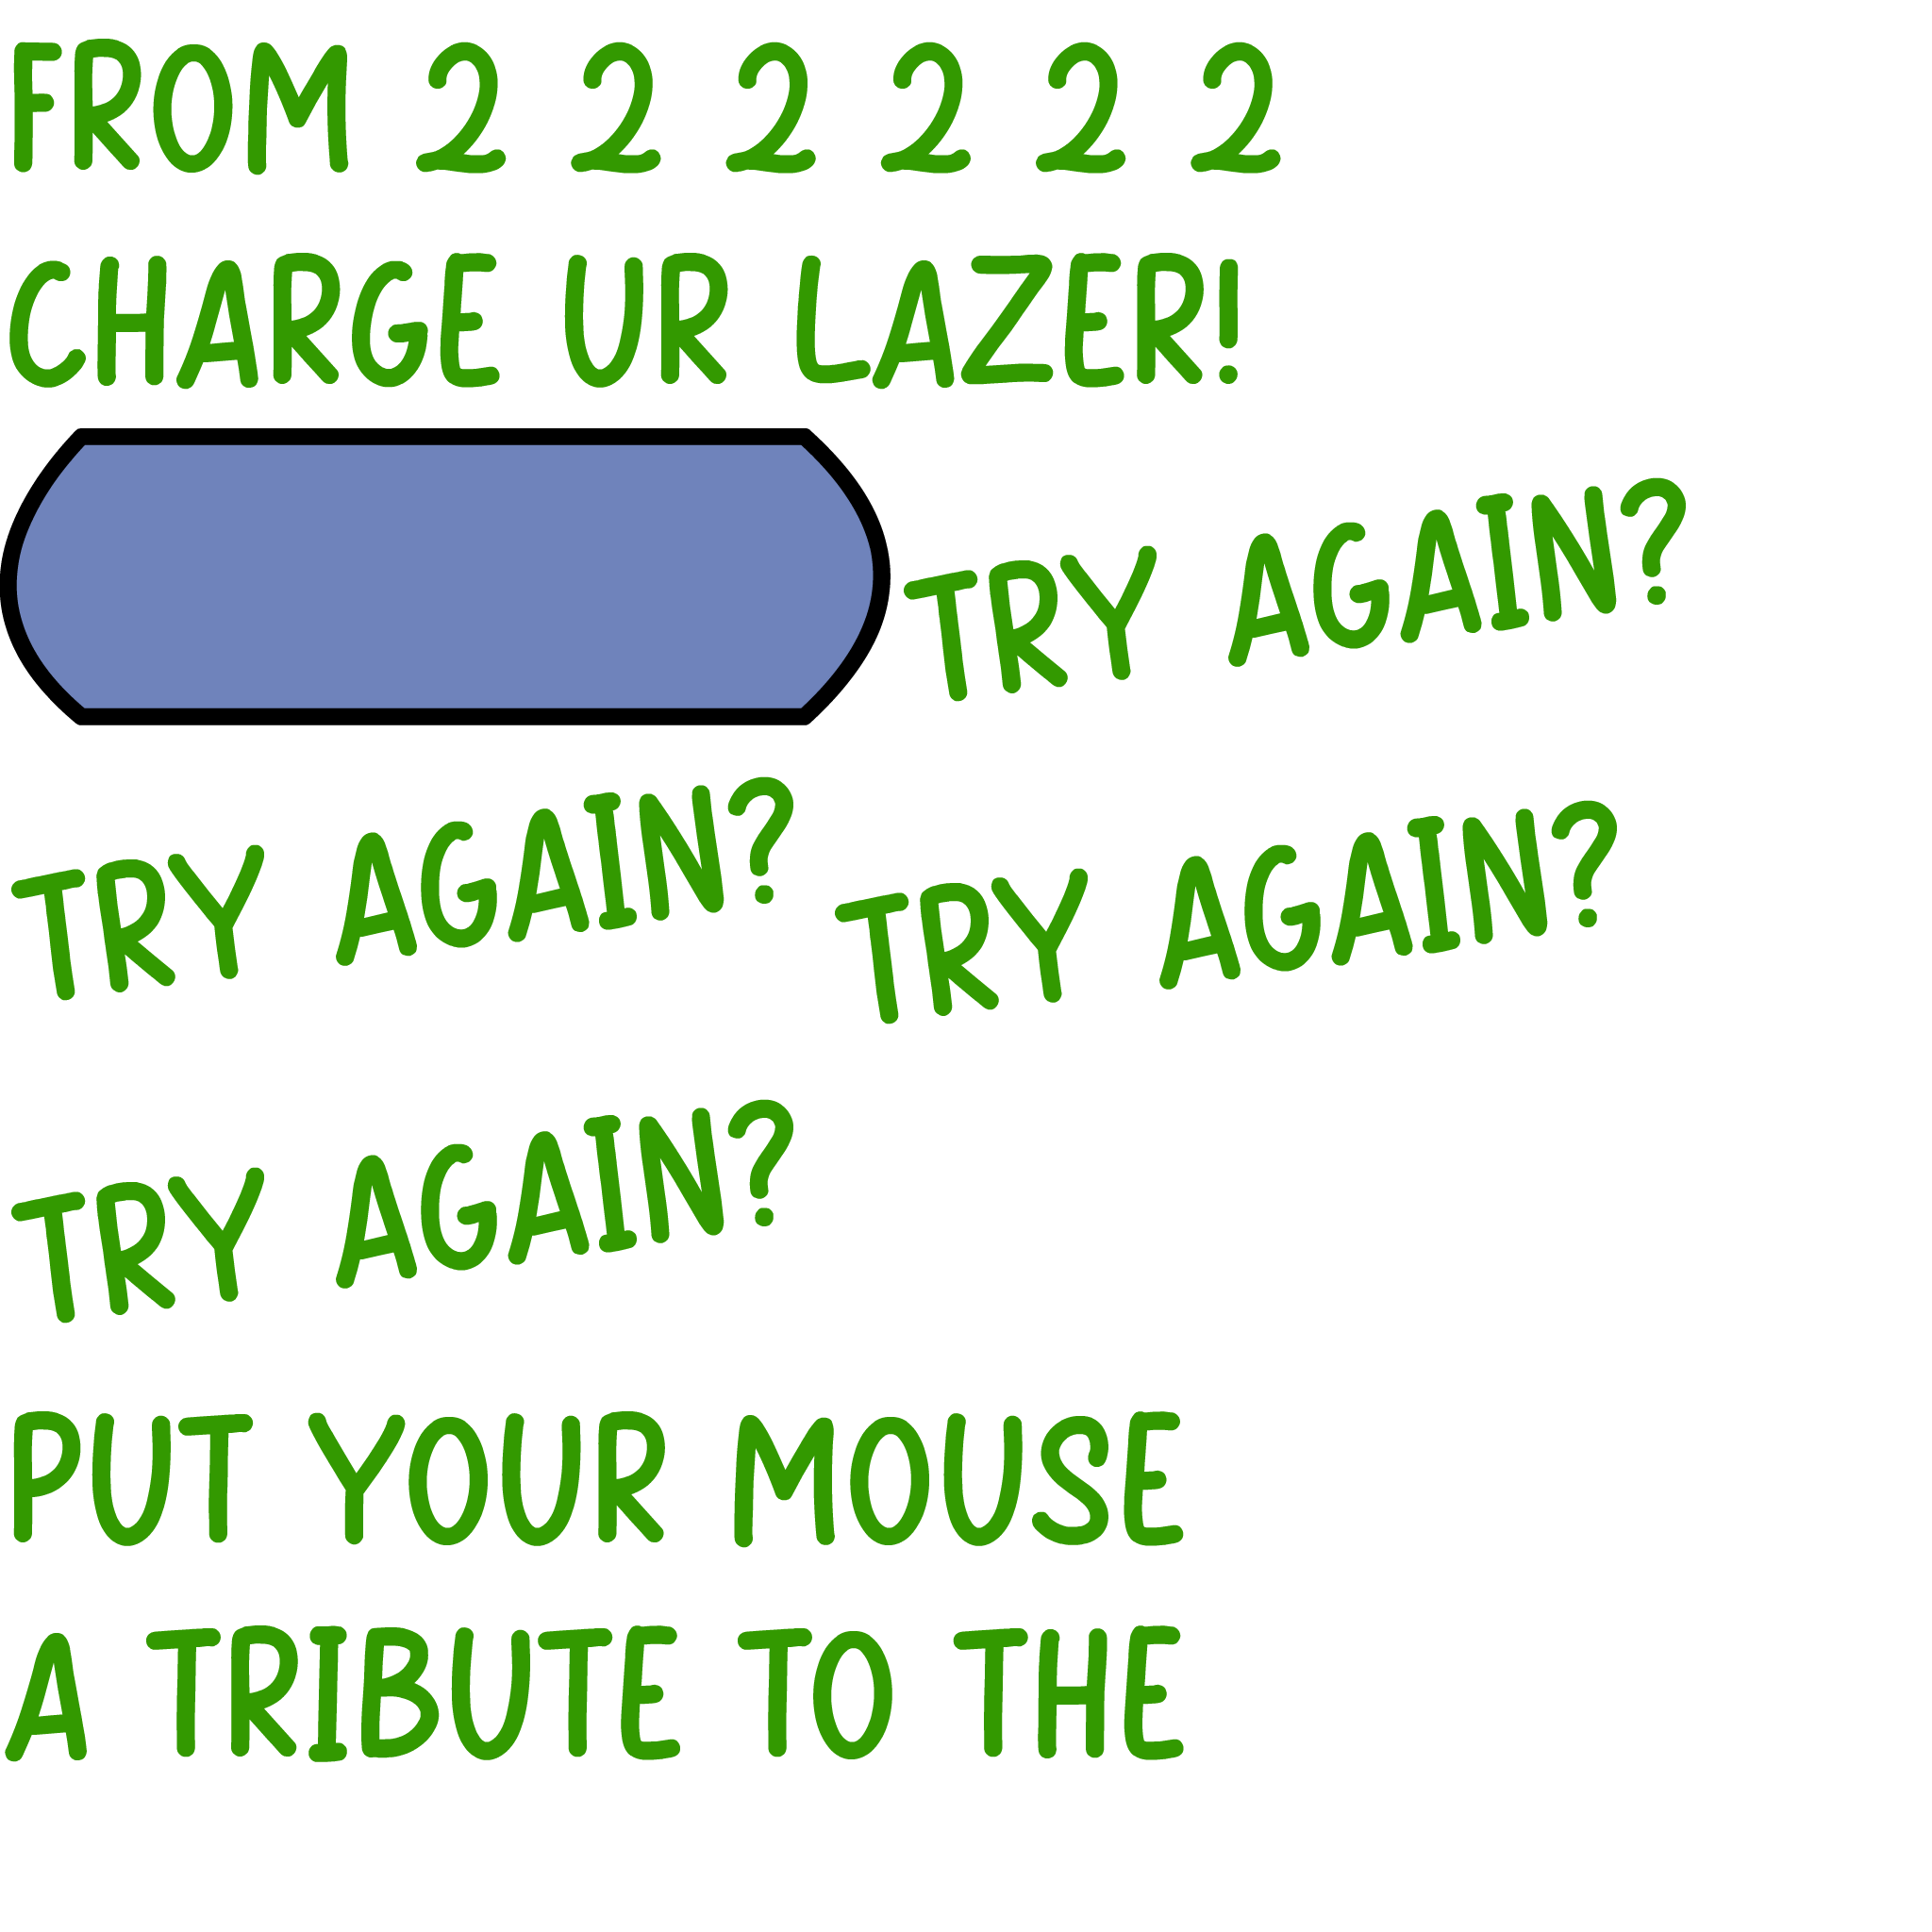 FROM 2 2 2 2 2 2
CHARGE UR LAZER!
TRY AGAIN?
TRY AGAIN?
TRY AGAIN?
TRY AGAIN?
PUT YOUR MOUSE
A TRIBUTE TO THE